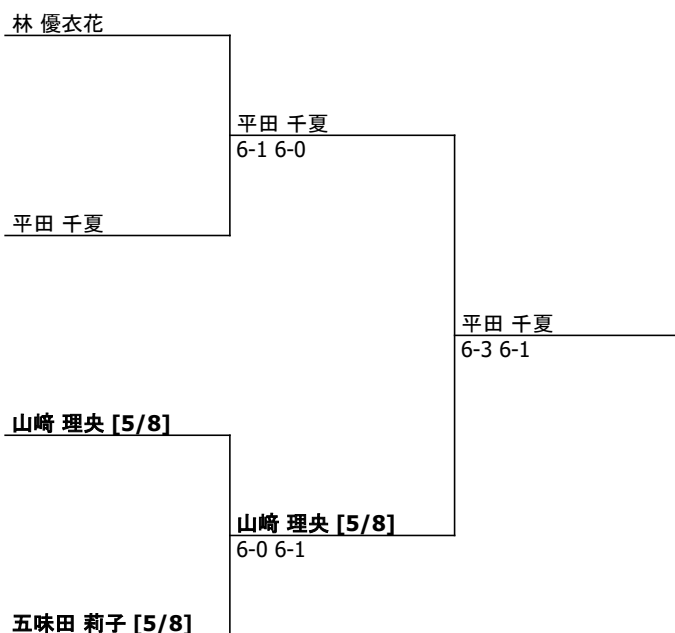 林 優衣花
平田 千夏
6-1 6-0
平田 千夏
平田 千夏
6-3 6-1
山﨑 理央 [5/8]
山﨑 理央 [5/8]
6-0 6-1
五味田 莉子 [5/8]